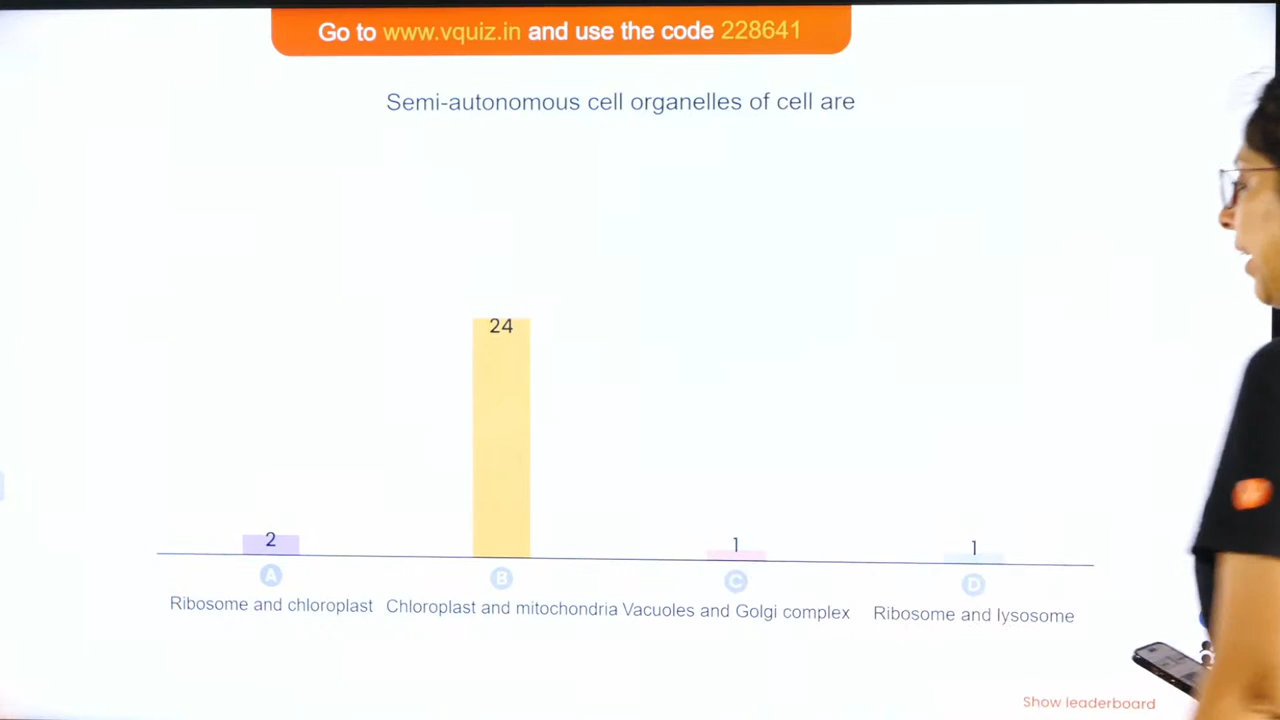 Go to www.vquiz.in and use the code 228641
Semi-autonomous cell organelles of cell are
24
2
1
1
A
B
C
D
Ribosome and chloroplast
Chloroplast and mitochondria
Vacuoles and Golgi complex
Ribosome and lysosome
Show leaderboard